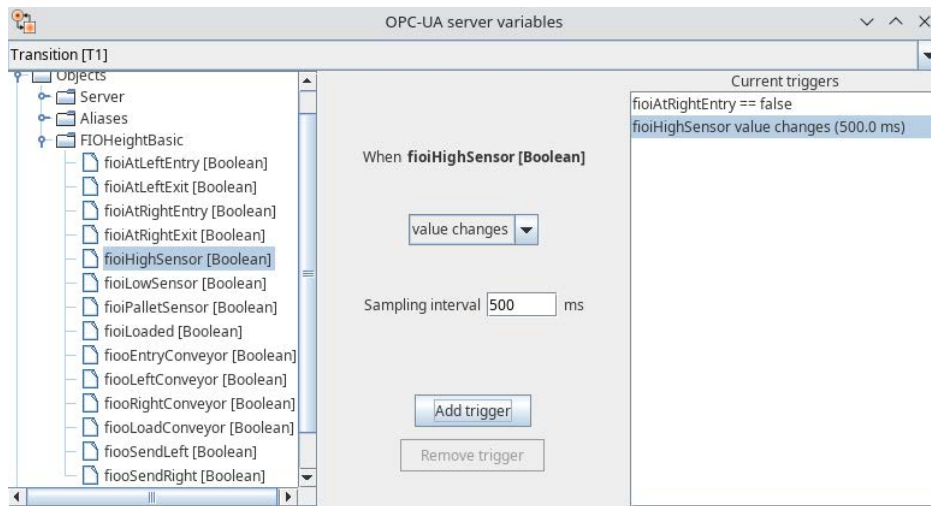 OPC-UA server variables
Transition [T1]
Objects
Server
Aliases
FIOHeightBasic
fioiAtLeftEntry [Boolean]
fioiAtLeftExit [Boolean]
fioiAtRightEntry [Boolean]
fioiAtRightExit [Boolean]
fioiHighSensor [Boolean]
fioiLowSensor [Boolean]
fioiPalletSensor [Boolean]
fioiLoaded [Boolean]
fiooEntryConveyor [Boolean]
fiooLeftConveyor [Boolean]
fiooRightConveyor [Boolean]
fiooLoadConveyor [Boolean]
fiooSendLeft [Boolean]
fiooSendRight [Boolean]
When fioiHighSensor [Boolean]
value changes
Sampling interval 500 ms
Add trigger
Remove trigger
Current triggers
fioiAtRightEntry == false
fioiHighSensor value changes (500.0 ms)